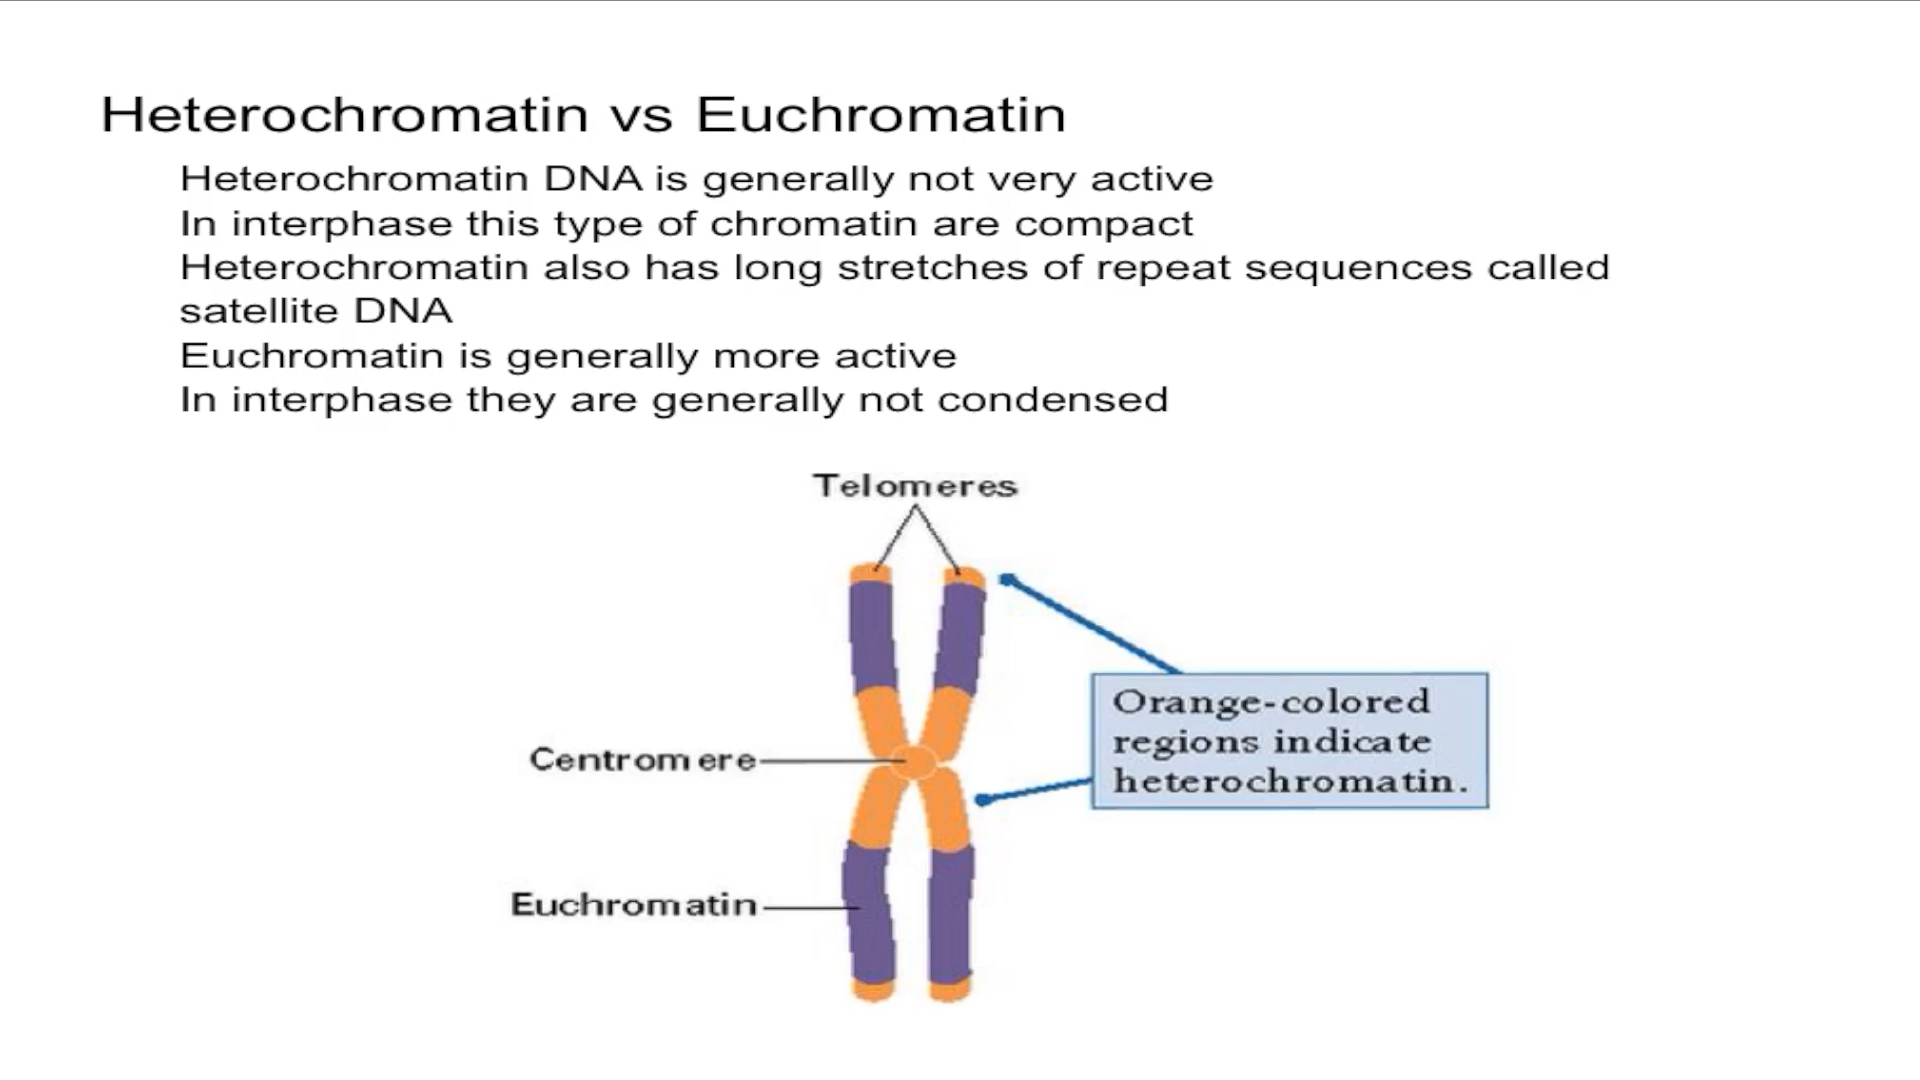 Heterochromatin vs Euchromatin
Heterochromatin DNA is generally not very active
In interphase this type of chromatin are compact
Heterochromatin also has long stretches of repeat sequences called
satellite DNA
Euchromatin is generally more active
In interphase they are generally not condensed
Telomeres
Orange-colored
regions indicate
heterochromatin.
Centromere
Euchromatin